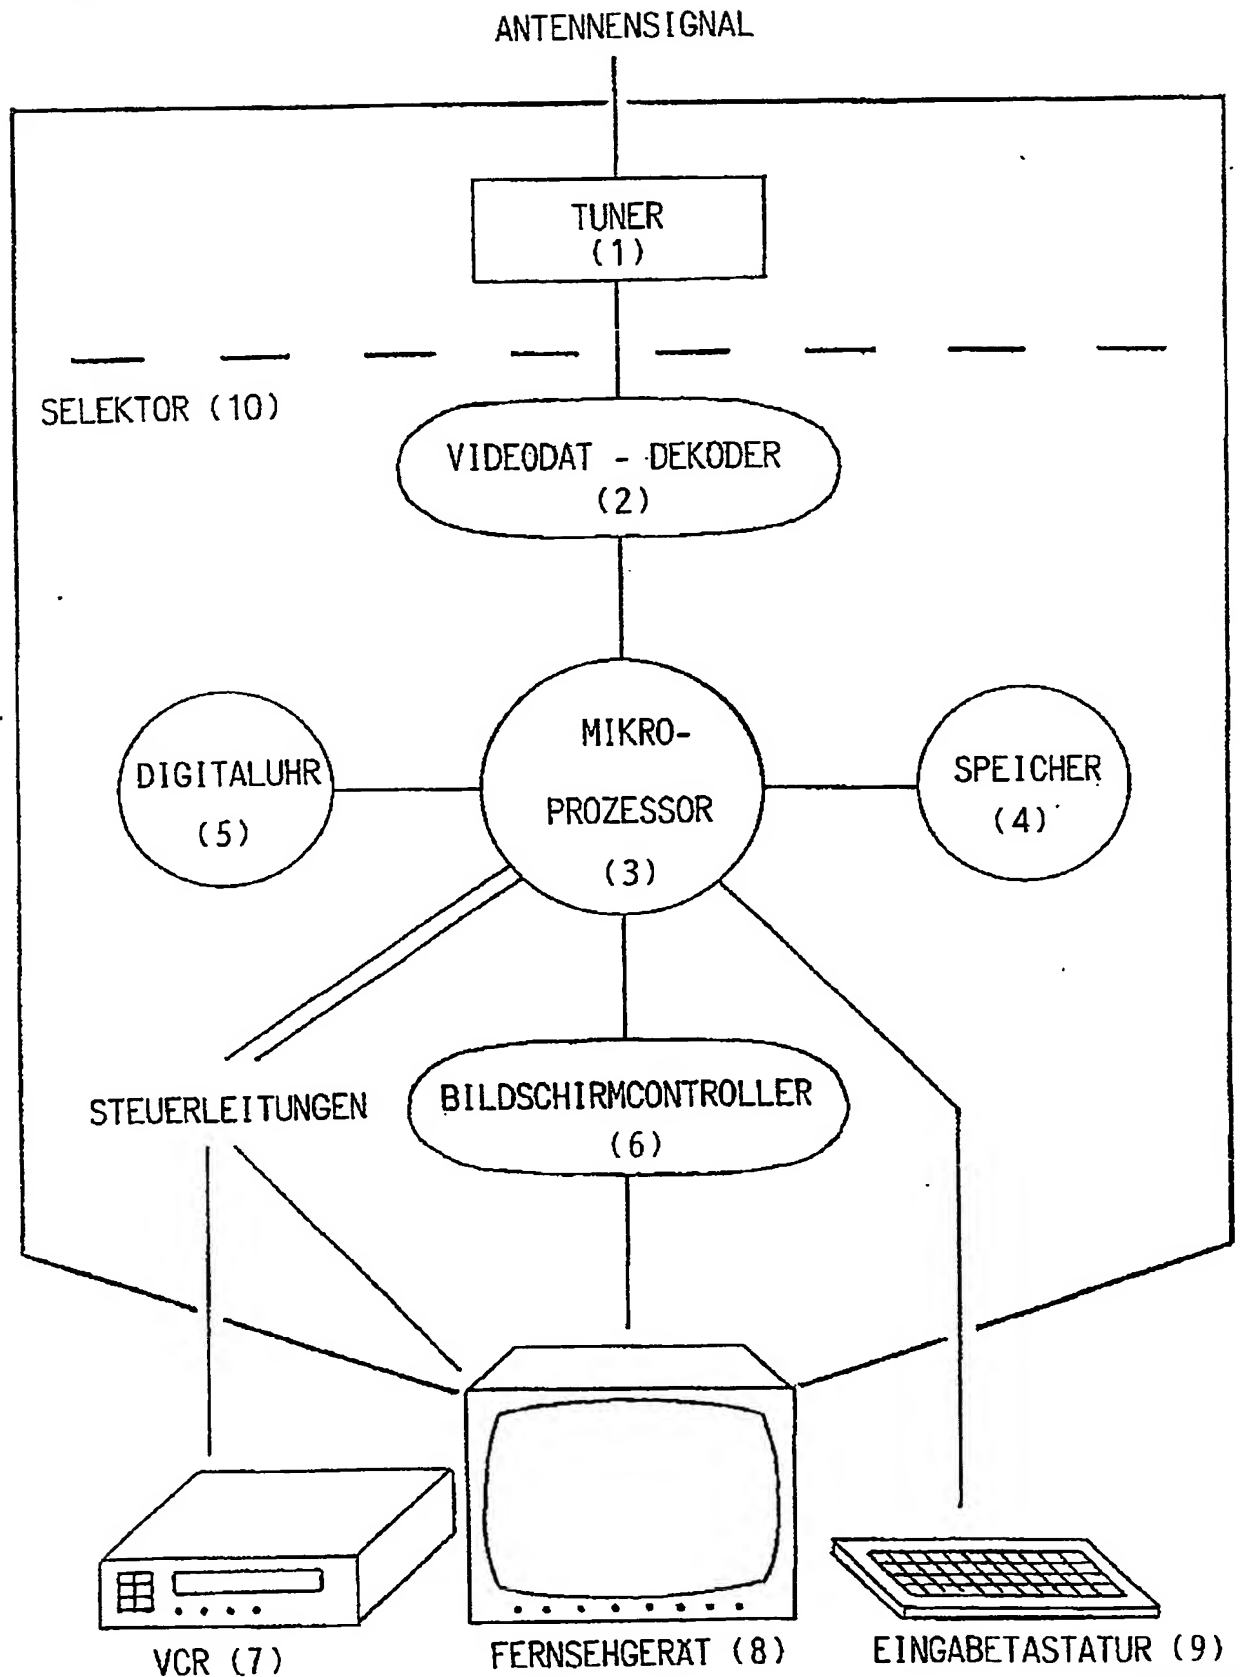 ANTENNENSIGNAL
TUNER
(1)
SELEKTOR (10)
VIDEODAT - DEKODER
(2)
MIKRO-
PROZESSOR
(3)
DIGITALUHR
(5)
SPEICHER
(4)
STEUERLEITUNGEN
BILDSCHIRMCONTROLLER
(6)
VCR (7)
FERNSEHGERÄT (8)
EINGABETASTATUR (9)